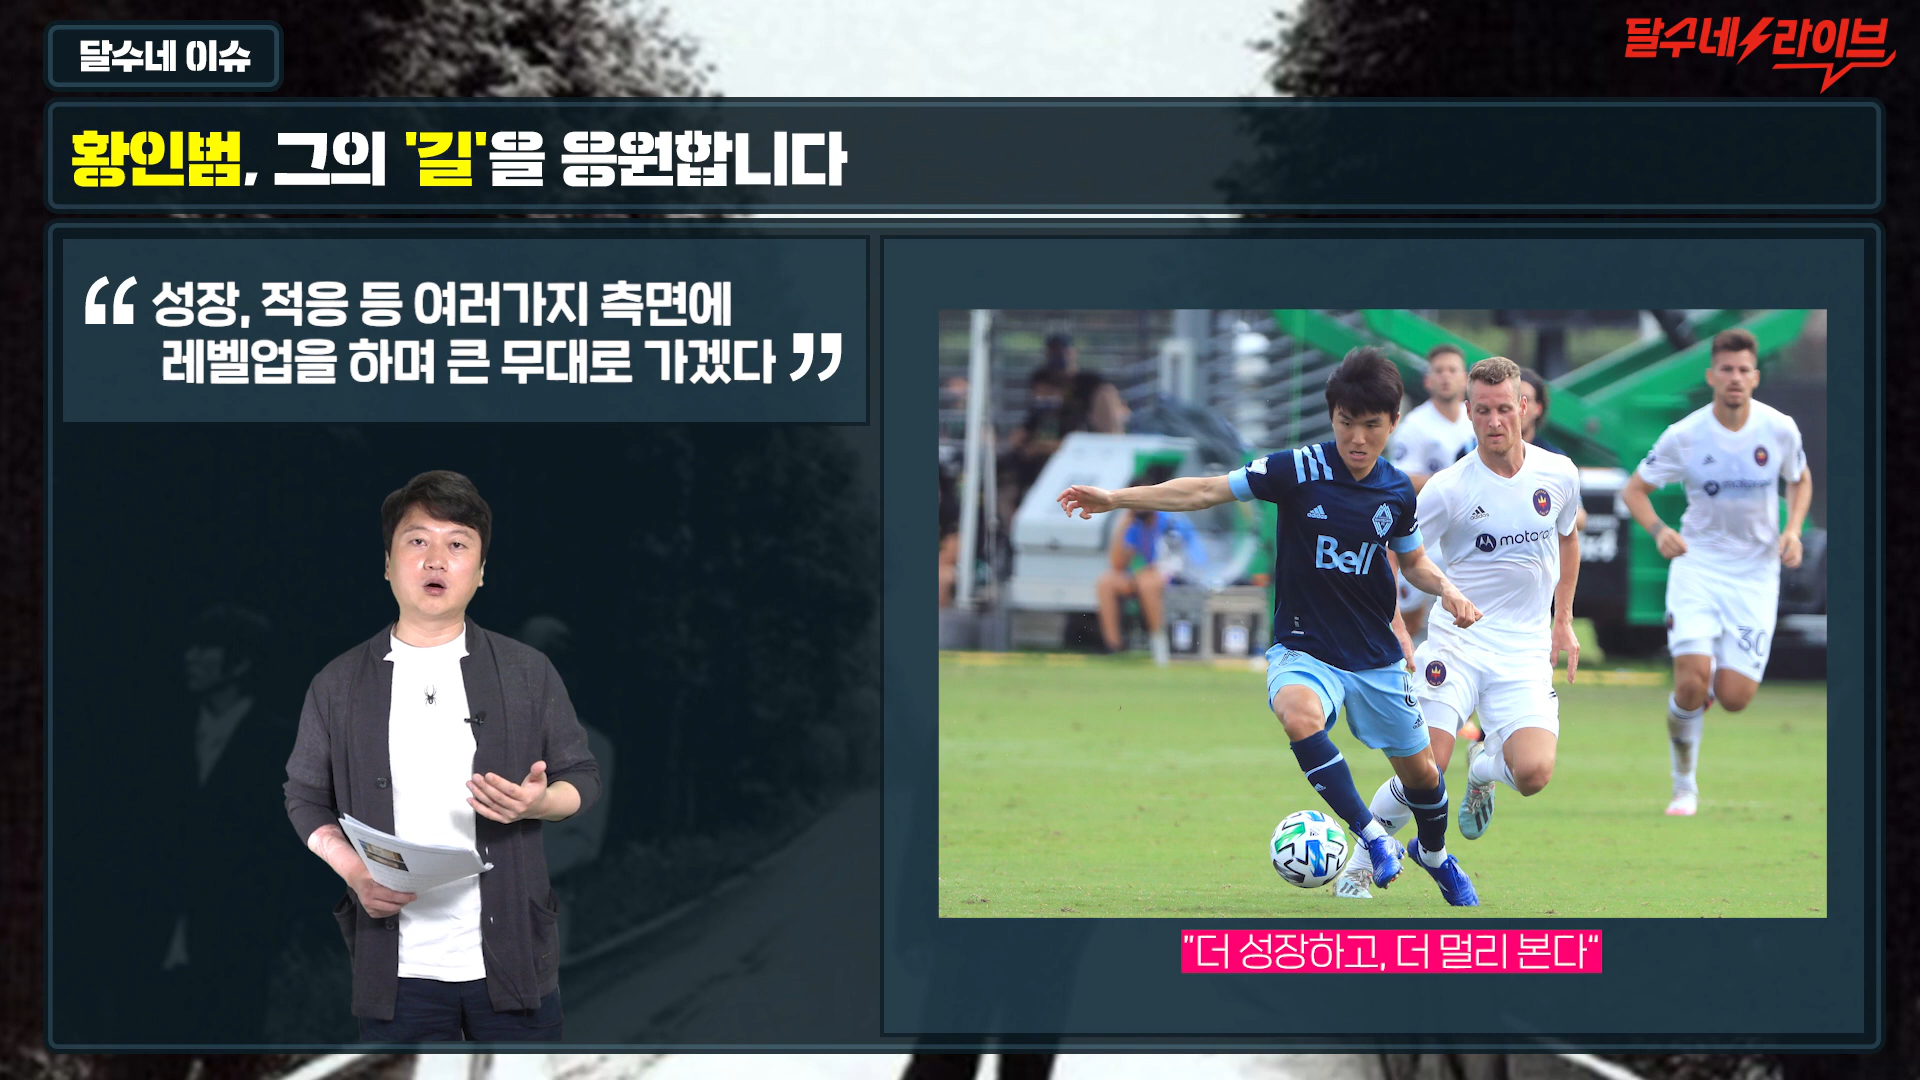 달수네 이슈
달수네라이브
황인범, 그의 '길'을 응원합니다
“성장, 적응 등 여러가지 측면에
레벨업을 하며 큰 무대로 가겠다”
adidas
Bell
adidas
motorola
30
"더 성장하고, 더 멀리 본다"